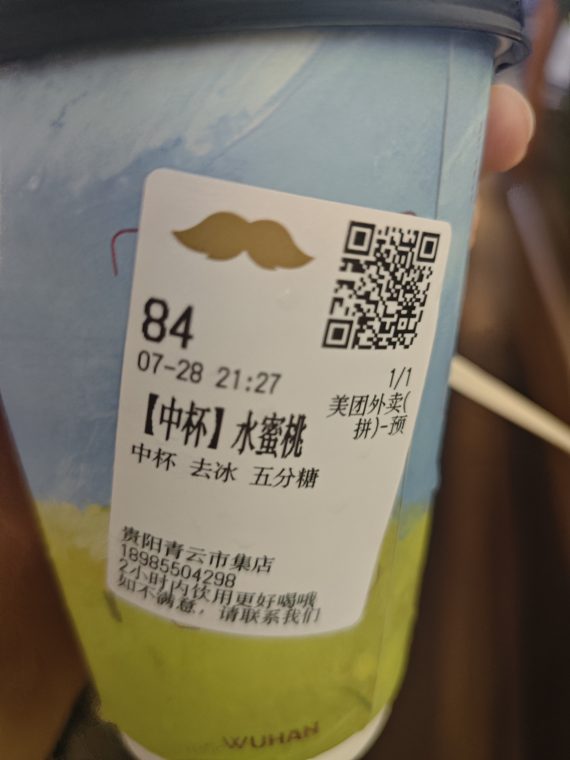 84
07-28 21:27
1/1
美团外卖(
拼)-预
【中杯】水蜜桃
中杯 去冰 五分糖
贵阳青云市集店
18985504298
2小时内饮用更好喝哦
如不满意，请联系我们
WUHAN